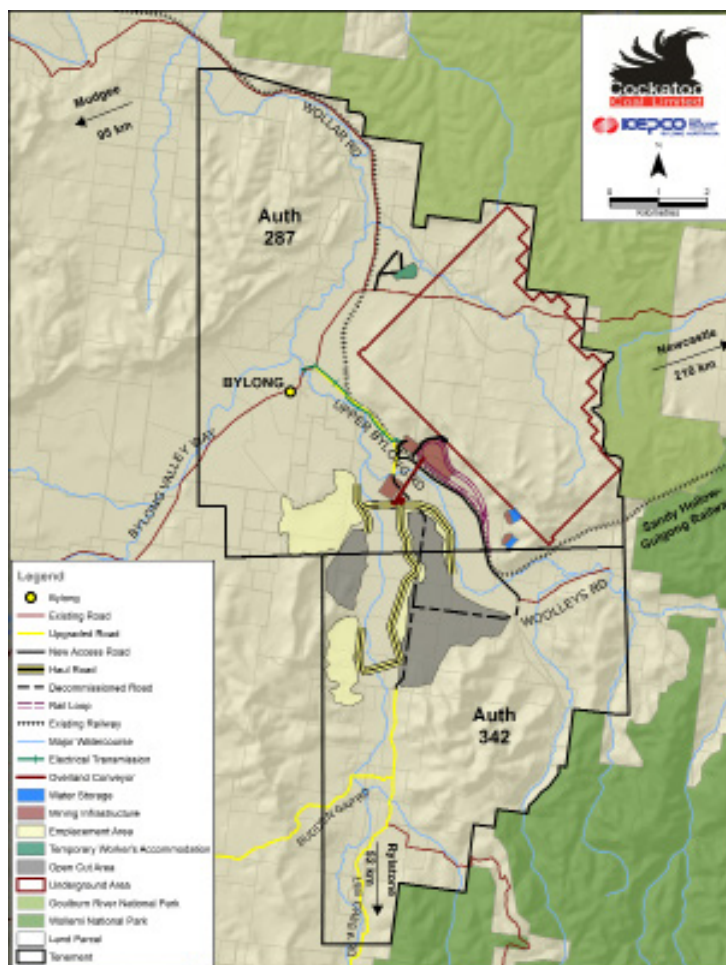 Cockatoo
Coal Limited
KEPCO
N
0 1 2
Kilometres
Mudgee
95 km
WOLLAR RD
Auth
287
Newcastle
BYLONG
UPPER BYLONG RD
BYLONG VALLEY WAY
Sandy Hollow
Gulgong Railway
WOOLLEYS RD
Auth
342
Rylstone
52 km
Legend
Bylong
Existing Road
Upgraded Road
New Access Road
Haul Road
Decommissioned Road
Rail Loop
Existing Railway
Major Watercourse
Electrical Transmission
Overland Conveyor
Water Storage
Mining Infrastructure
Emplacement Area
Temporary Worker's Accommodation
Open Cut Area
Underground Area
Goulburn River National Park
Wollemi National Park
Land Parcel
Tenement